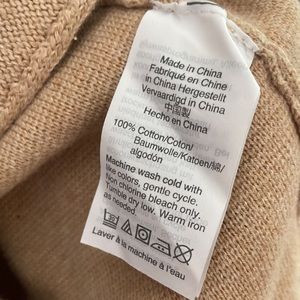 Made in China
Fabriqué en Chine
in China Hergestellt
Vervaardigd in China
中国製
Hecho en China
100% Cotton/Coton/
Baumwolle/Katoen/綿/
algodón
Machine wash cold with
like colors, gentle cycle.
Non chlorine bleach only.
Tumble dry low. Warm iron
as needed.
Laver à la machine à l'eau